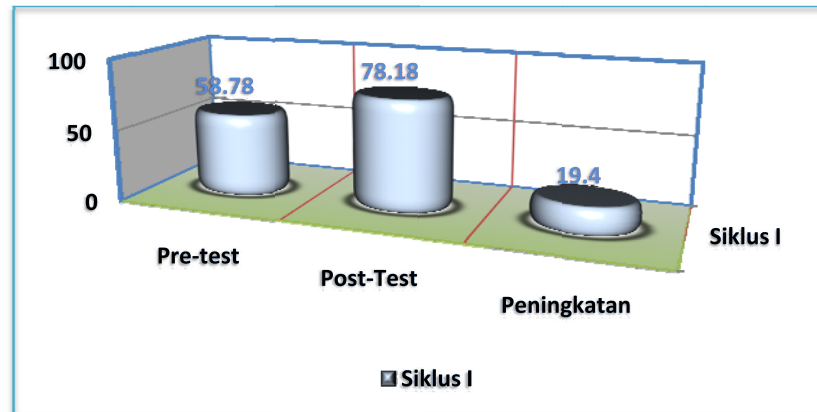 100
50
0
58.78
78.18
19.4
Pre-test
Post-Test
Peningkatan
Siklus I
Siklus I